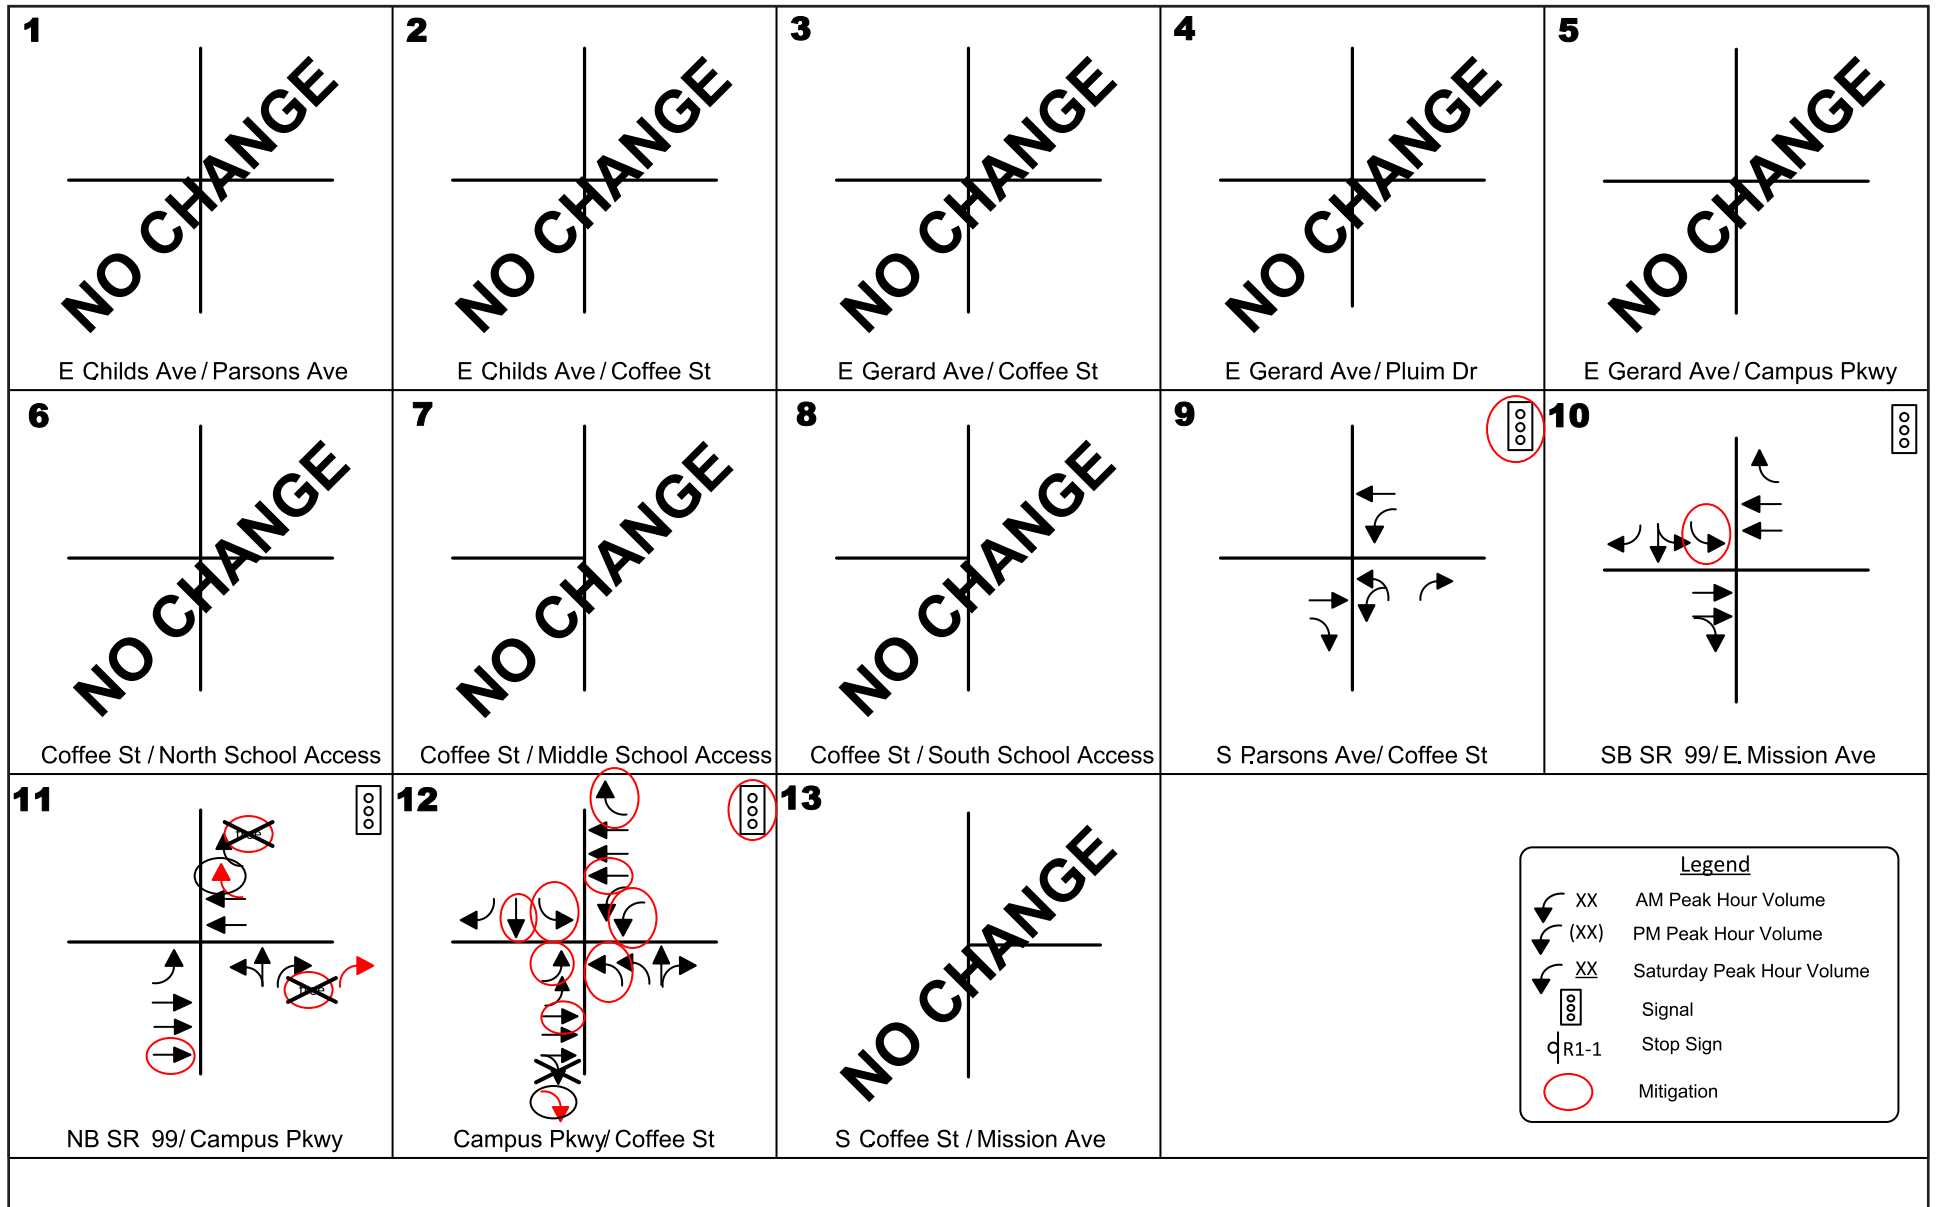 1
2
3
4
5
NO CHANGE
NO CHANGE
NO CHANGE
NO CHANGE
NO CHANGE
E Childs Ave / Parsons Ave
E Childs Ave / Coffee St
E Gerard Ave / Coffee St
E Gerard Ave / Pluim Dr
E Gerard Ave / Campus Pkwy
6
7
8
9
10
NO CHANGE
NO CHANGE
NO CHANGE
Coffee St / North School Access
Coffee St / Middle School Access
Coffee St / South School Access
S Parsons Ave/ Coffee St
SB SR 99/ E. Mission Ave
11
12
13
NO CHANGE
NB SR 99/ Campus Pkwy
Campus Pkwy/ Coffee St
S Coffee St / Mission Ave
Legend
XX AM Peak Hour Volume
(XX) PM Peak Hour Volume
XX Saturday Peak Hour Volume
Signal
R1-1 Stop Sign
Mitigation